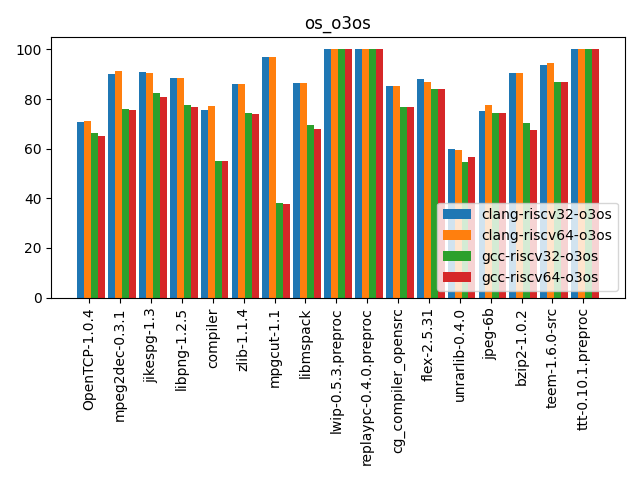 os_o3os
100
80
60
40
20
0
clang-riscv32-o3os
clang-riscv64-o3os
gcc-riscv32-o3os
gcc-riscv64-o3os
OpenTCP-1.0.4
mpeg2dec-0.3.1
jikespg-1.3
libpng-1.2.5
compiler
zlib-1.1.4
mpgcut-1.1
libmspack
lwip-0.5.3.preproc
replaypc-0.4.0.preproc
cg_compiler_opensrc
flex-2.5.31
unrarlib-0.4.0
jpeg-6b
bzip2-1.0.2
teem-1.6.0-src
ttt-0.10.1.preproc